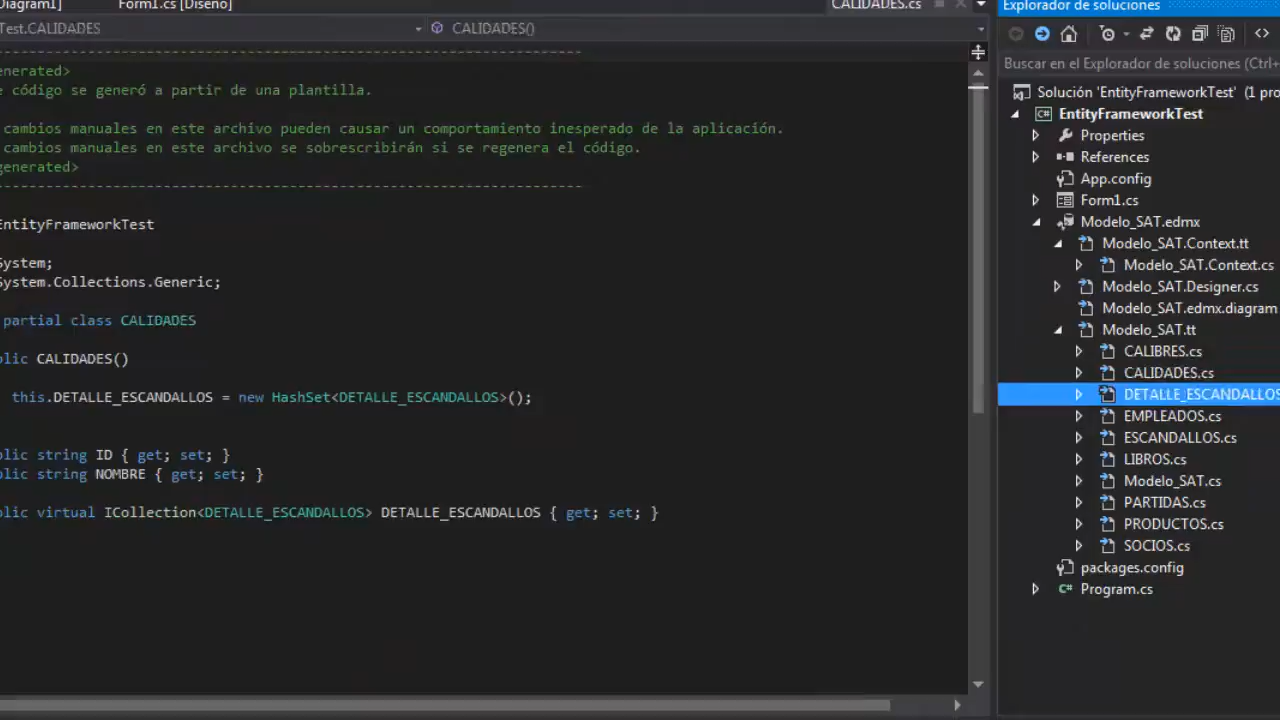 Diagram1]
Form1.cs [Diseño]
CALIDADES.cs
Test.CALIDADES
CALIDADES()
enerated>
e código se generó a partir de una plantilla.
cambios manuales en este archivo pueden causar un comportamiento inesperado de la aplicación.
cambios manuales en este archivo se sobrescribirán si se regenera el código.
generated>
EntityFrameworkTest
System;
System.Collections.Generic;
partial class CALIDADES
blic CALIDADES()
this.DETALLE_ESCANDALLOS = new HashSet<DETALLE_ESCANDALLOS>();
blic string ID { get; set; }
blic string NOMBRE { get; set; }
blic virtual ICollection<DETALLE_ESCANDALLOS> DETALLE_ESCANDALLOS { get; set; }
Explorador de soluciones
Buscar en el Explorador de soluciones (Ctrl+
Solución 'EntityFrameworkTest' (1 pro
EntityFrameworkTest
Properties
References
App.config
Form1.cs
Modelo_SAT.edmx
Modelo_SAT.Context.tt
Modelo_SAT.Context.cs
Modelo_SAT.Designer.cs
Modelo_SAT.edmx.diagram
Modelo_SAT.tt
CALIBRES.cs
CALIDADES.cs
DETALLE_ESCANDALLOS
EMPLEADOS.cs
ESCANDALLOS.cs
LIBROS.cs
Modelo_SAT.cs
PARTIDAS.cs
PRODUCTOS.cs
SOCIOS.cs
packages.config
Program.cs